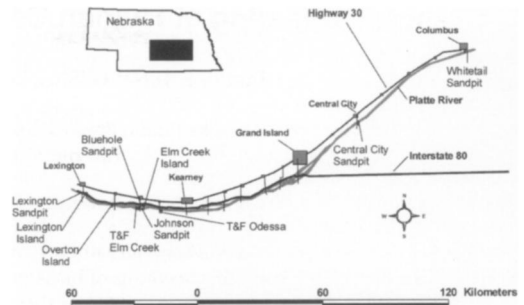 Nebraska
Columbus
Highway 30
Whitetail
Sandpit
Platte River
Central City
Bluehole
Sandpit
Elm Creek
Island
Grand Island
Central City
Sandpit
Interstate 80
Lexington
Kearney
Lexington
Sandpit
Lexington
Island
Overton
Island
T&F
Elm Creek
Johnson
Sandpit
T&F Odessa
N
W
E
S
60
0
60
120
Kilometers